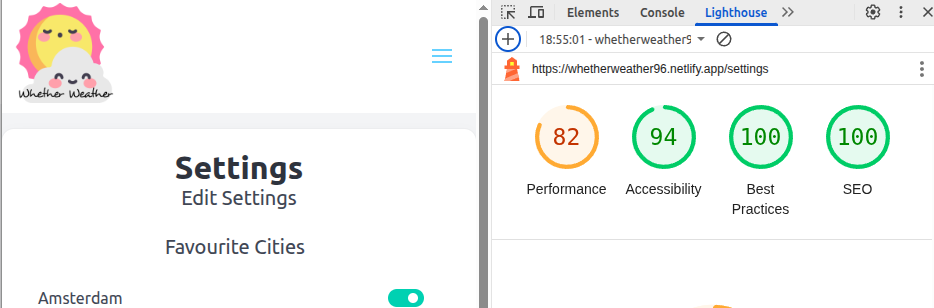 Whether Weather
Settings
Edit Settings
Favourite Cities
Amsterdam
Elements Console Lighthouse
18:55:01 - whetherweather9
https://whetherweather96.netlify.app/settings
82 94 100 100
Performance Accessibility Best Practices SEO